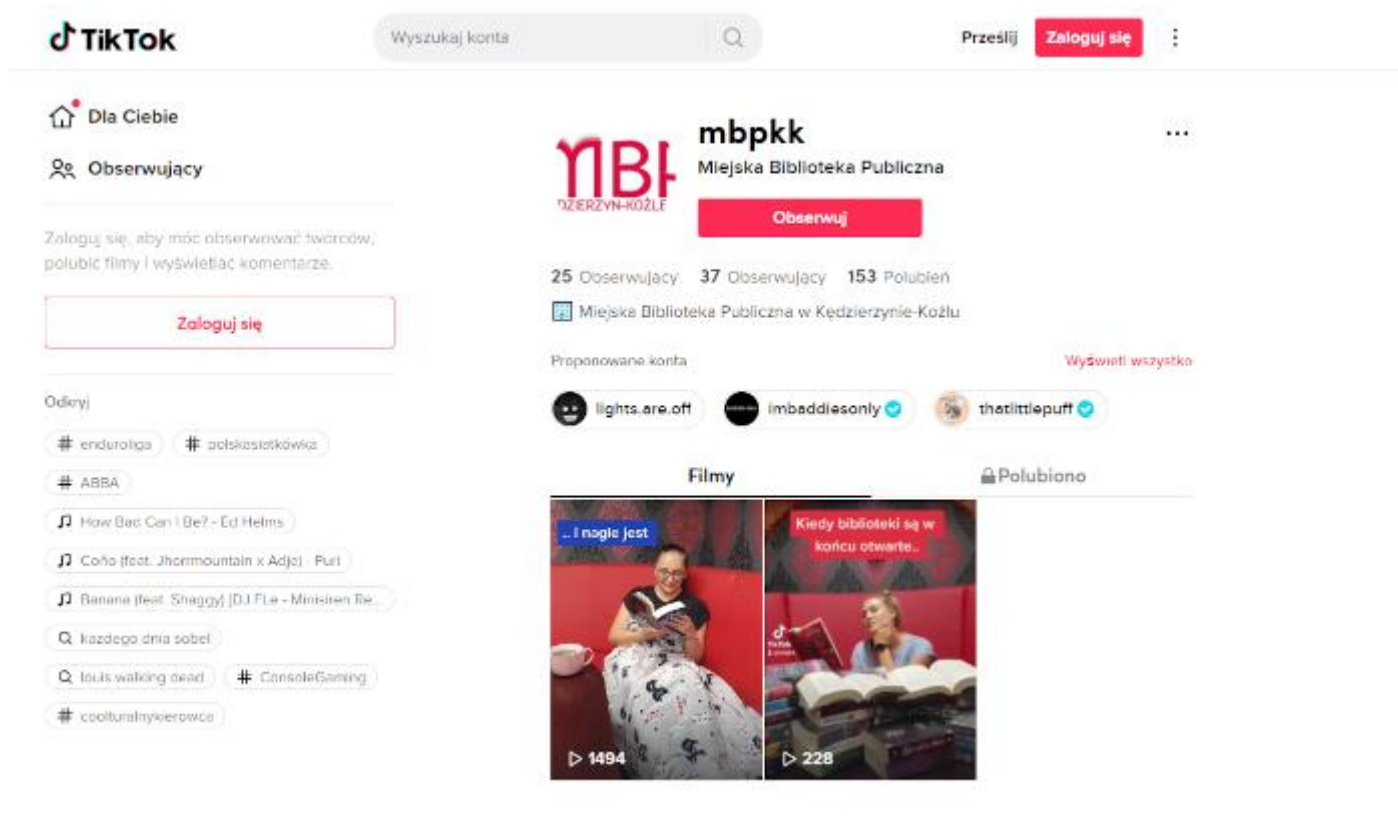 TikTok
Wyszukaj konta
Prześlij
Zaloguj się
Dla Ciebie
Obserwujący
Zaloguj się, aby móc obserwować twórców,
polubić filmy i wyświetlać komentarze.
Zaloguj się
Odkryj
# enduroliga
# polskasiatkówka
# ABBA
How Bad Can I Be? - Ed Helms
Coño (feat. Jhorrmountain x Adje) - Puri
Banana (feat. Shaggy) [DJ FLe - Minisiren Re...
kazdego dnia sobel
louis walking dead
# ConsoleGaming
# coolturalnykierowca
MBK
DZIERZYN-KOŹLE
mbpkk
Miejska Biblioteka Publiczna
Obserwuj
25 Obserwujący 37 Obserwujący 153 Polubień
Miejska Biblioteka Publiczna w Kędzierzynie-Koźlu
Proponowane konta
Wyświetl wszystko
lights.are.off
imbaddiesonly
thatlittlepuff
Filmy
Polubiono
.. i nagle jest
1494
Kiedy biblioteki są w
końcu otwarte..
TikTok
228